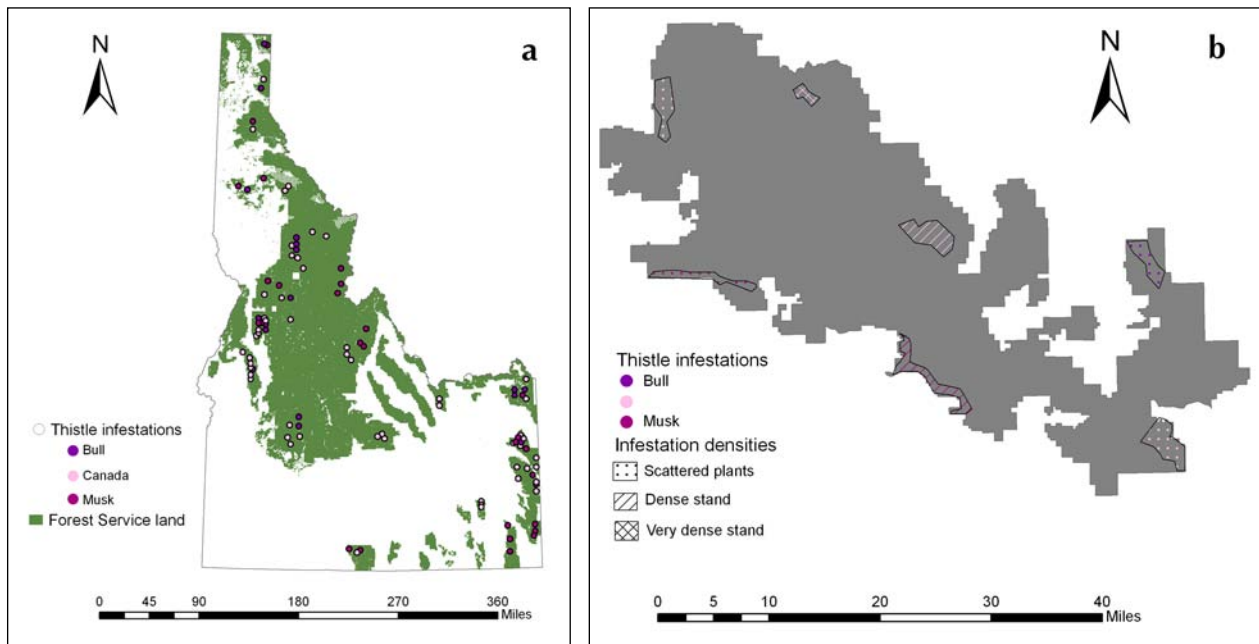 N
a
Thistle infestations
Bull
Canada
Musk
Forest Service land
0 45 90 180 270 360
Miles
N
b
Thistle infestations
Bull
Musk
Infestation densities
Scattered plants
Dense stand
Very dense stand
0 5 10 20 30 40
Miles